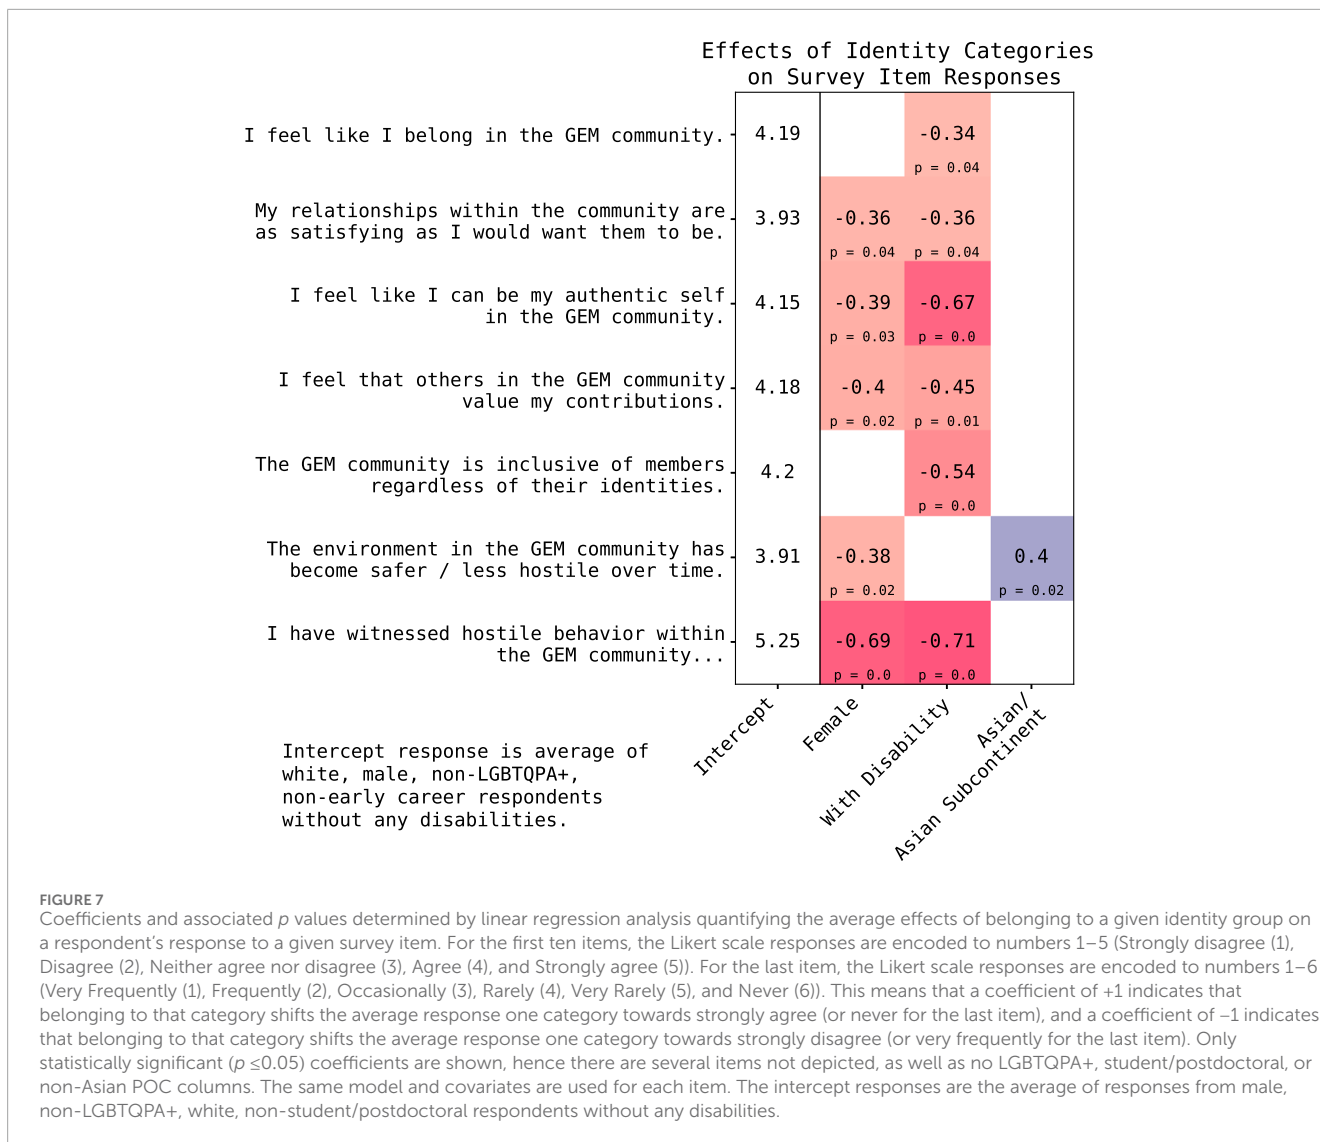 Effects of Identity Categories
on Survey Item Responses
I feel like I belong in the GEM community.
4.19
-0.34
p = 0.04
My relationships within the community are
as satisfying as I would want them to be.
3.93
-0.36
-0.36
p = 0.04
p = 0.04
I feel like I can be my authentic self
in the GEM community.
4.15
-0.39
-0.67
p = 0.03
p = 0.0
I feel that others in the GEM community
value my contributions.
4.18
-0.4
-0.45
p = 0.02
p = 0.01
The GEM community is inclusive of members
regardless of their identities.
4.2
-0.54
p = 0.0
The environment in the GEM community has
become safer / less hostile over time.
3.91
-0.38
0.4
p = 0.02
p = 0.02
I have witnessed hostile behavior within
the GEM community...
5.25
-0.69
-0.71
p = 0.0
p = 0.0
Intercept
Female
With Disability
Asian/
Asian Subcontinent
Intercept response is average of
white, male, non-LGBTQPA+,
non-early career respondents
without any disabilities.
FIGURE 7
Coefficients and associated p values determined by linear regression analysis quantifying the average effects of belonging to a given identity group on
a respondent's response to a given survey item. For the first ten items, the Likert scale responses are encoded to numbers 1–5 (Strongly disagree (1),
Disagree (2), Neither agree nor disagree (3), Agree (4), and Strongly agree (5)). For the last item, the Likert scale responses are encoded to numbers 1–6
(Very Frequently (1), Frequently (2), Occasionally (3), Rarely (4), Very Rarely (5), and Never (6)). This means that a coefficient of +1 indicates that
belonging to that category shifts the average response one category towards strongly agree (or never for the last item), and a coefficient of −1 indicates
that belonging to that category shifts the average response one category towards strongly disagree (or very frequently for the last item). Only
statistically significant (p ≤0.05) coefficients are shown, hence there are several items not depicted, as well as no LGBTQPA+, student/postdoctoral, or
non-Asian POC columns. The same model and covariates are used for each item. The intercept responses are the average of responses from male,
non-LGBTQPA+, white, non-student/postdoctoral respondents without any disabilities.